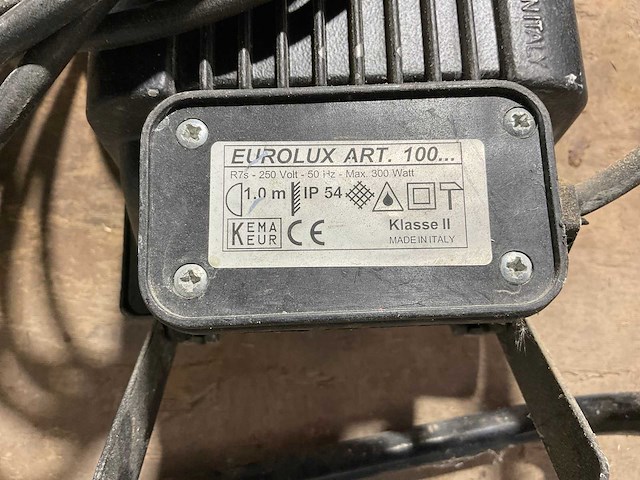 N ITALY
EUROLUX ART. 100...
R7s - 250 Volt - 50 Hz - Max. 300 Watt
1.0 m IP 54
KEMA
KEUR
Klasse II
CE
MADE IN ITALY